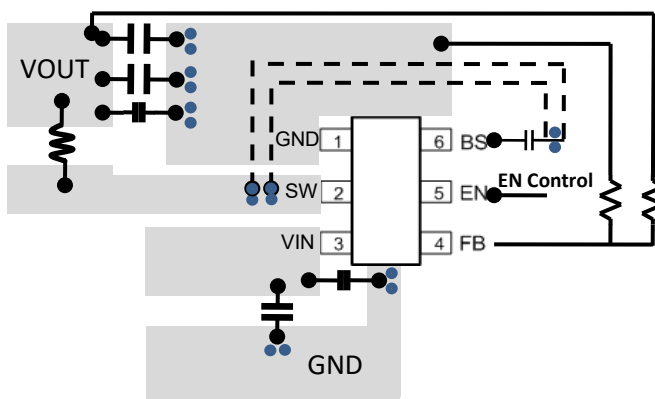 VOUT
GND 1 6 BS
SW 2 5 EN EN Control
VIN 3 4 FB
GND